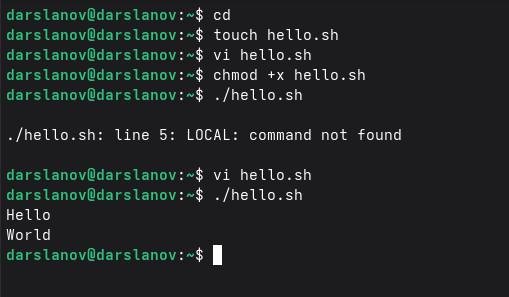 darslanov@darslanov:~$ cd
darslanov@darslanov:~$ touch hello.sh
darslanov@darslanov:~$ vi hello.sh
darslanov@darslanov:~$ chmod +x hello.sh
darslanov@darslanov:~$ ./hello.sh
./hello.sh: line 5: LOCAL: command not found
darslanov@darslanov:~$ vi hello.sh
darslanov@darslanov:~$ ./hello.sh
Hello
World
darslanov@darslanov:~$